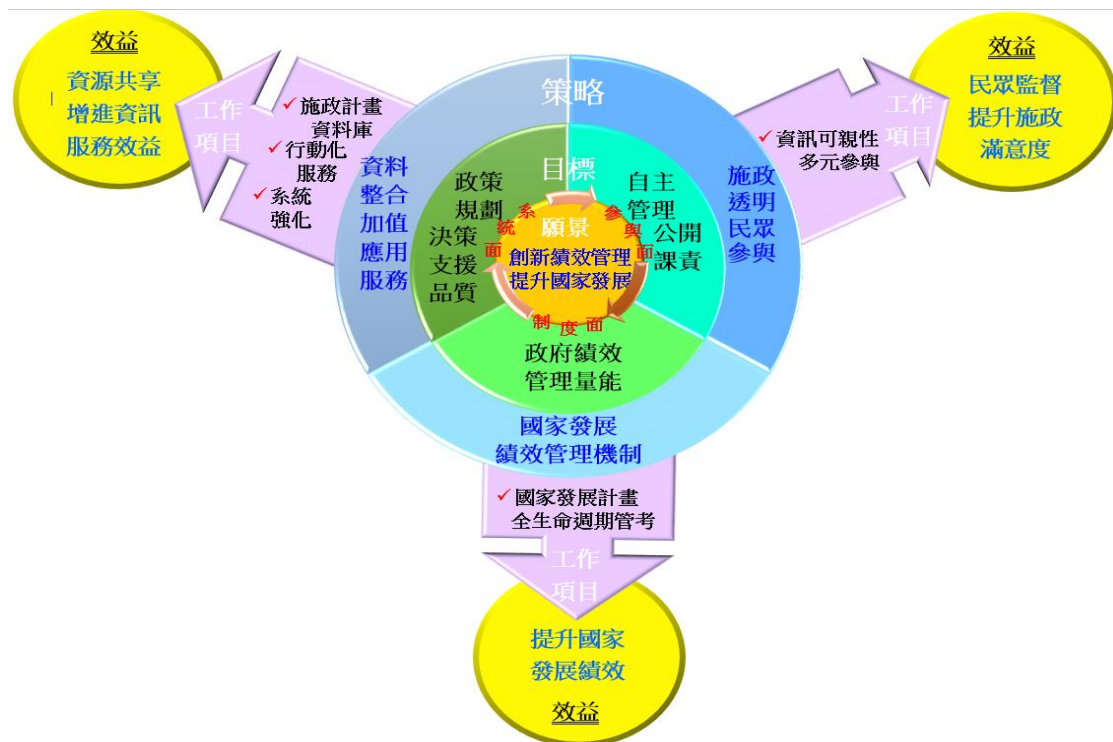 效益
資源共享
增進資訊
服務效益
工作
項目
✓施政計畫
資料庫
✓行動化
服務
✓系統
強化
效益
民眾監督
提升施政
滿意度
工作
項目
✓資訊可親性
多元參與
策略
資料
整合
加值
應用
服務
施政
透明
民眾
參與
目標
政策
規劃
決策
支援
品質
自主
管理
公開
課責
系統面
參與面
願景
創新績效管理
提升國家發展
制度面
政府績效
管理量能
國家發展
績效管理機制
✓國家發展計畫
全生命週期管考
工作
項目
提升國家
發展績效
效益